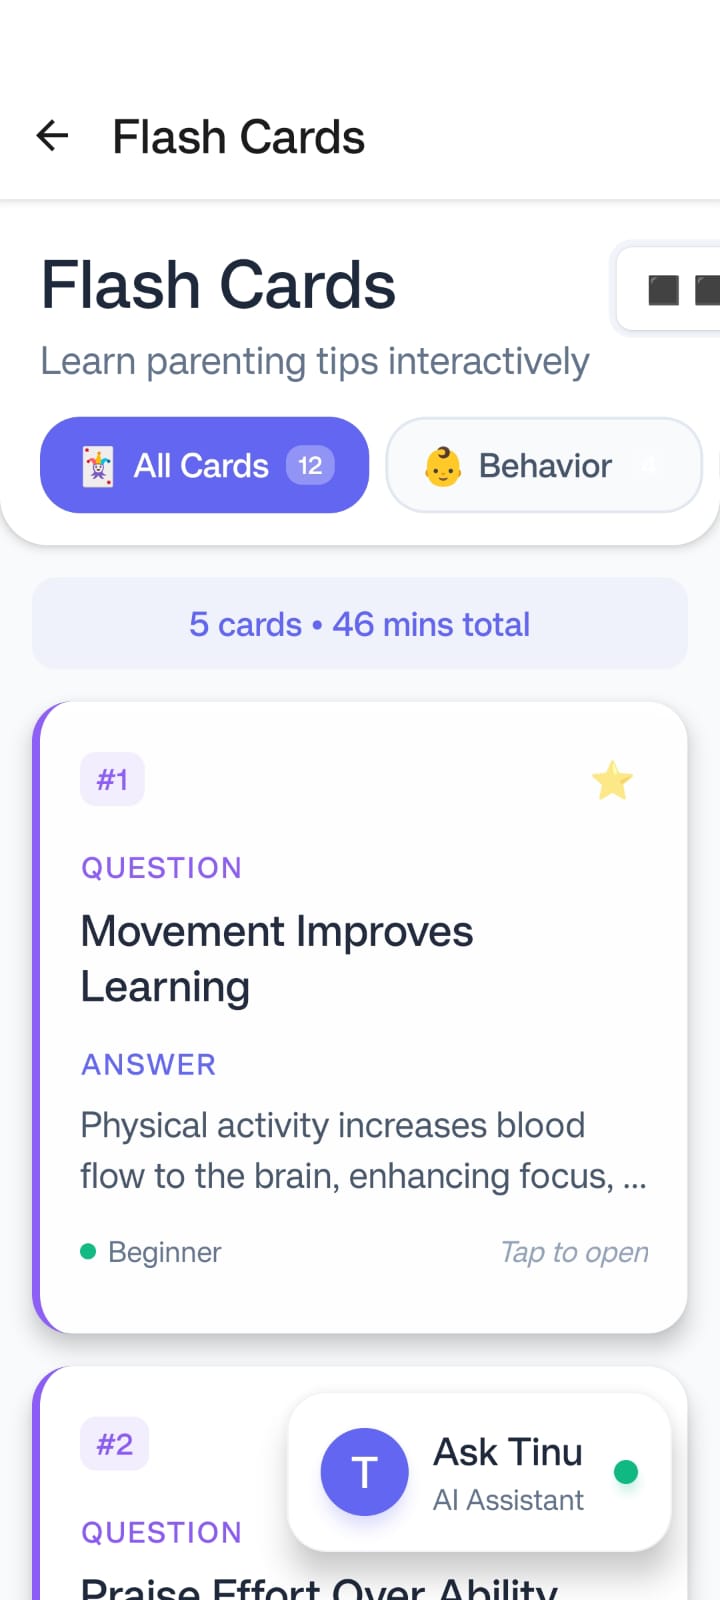 Flash Cards
Flash Cards
Learn parenting tips interactively
All Cards 12
Behavior 4
5 cards • 46 mins total
#1
QUESTION
Movement Improves
Learning
ANSWER
Physical activity increases blood
flow to the brain, enhancing focus, ...
Beginner
Tap to open
#2
T
Ask Tinu
AI Assistant
QUESTION
Praise Effort Over Ability